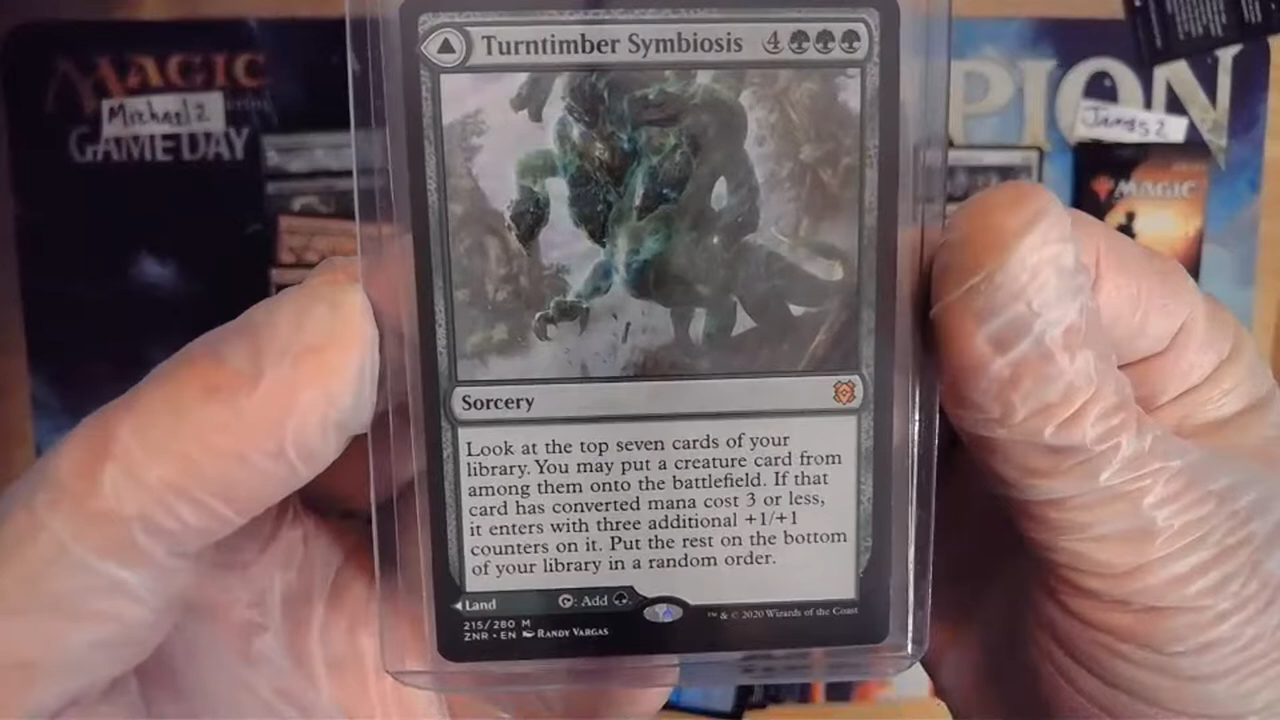 MAGIC
Michael 2
GAME DAY
PION
James 2
MAGIC
Turntimber Symbiosis 4
Sorcery
Look at the top seven cards of your
library. You may put a creature card from
among them onto the battlefield. If that
card has converted mana cost 3 or less,
it enters with three additional +1/+1
counters on it. Put the rest on the bottom
of your library in a random order.
Land
: Add .
215/280 M
ZNR • EN RANDY VARGAS
™ & © 2020 Wizards of the Coast